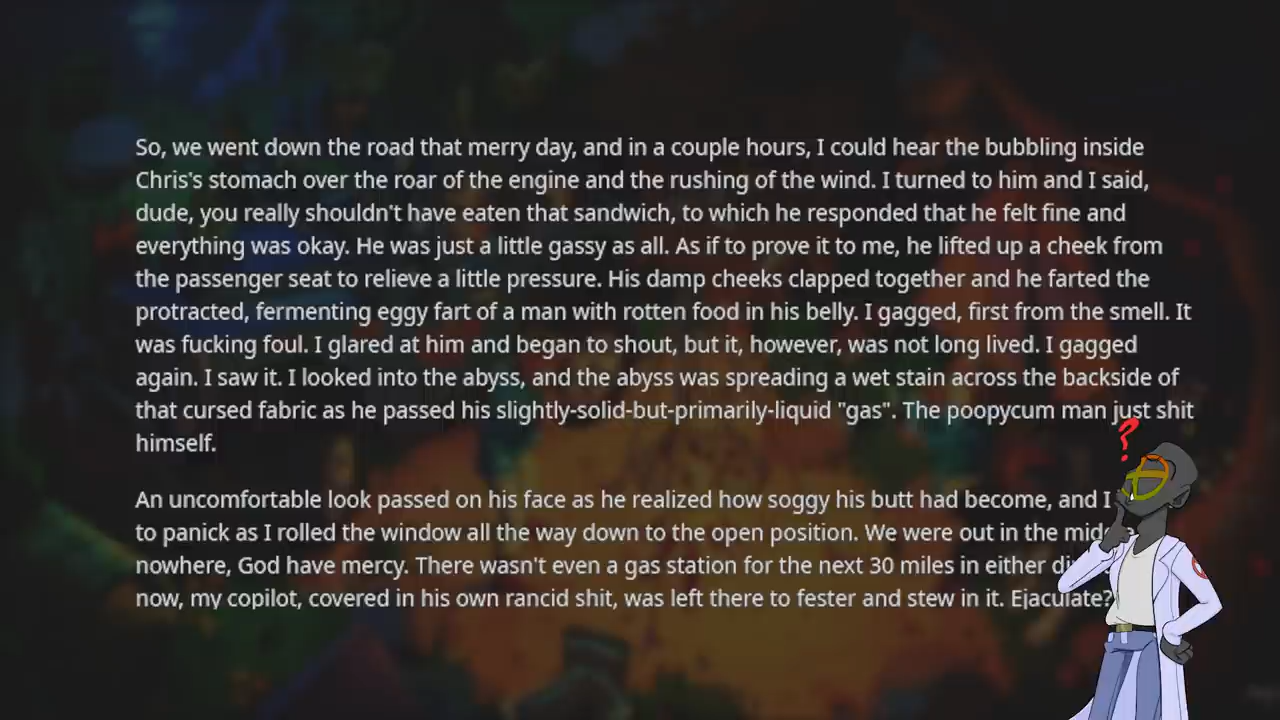 So, we went down the road that merry day, and in a couple hours, I could hear the bubbling inside
Chris's stomach over the roar of the engine and the rushing of the wind. I turned to him and I said,
dude, you really shouldn't have eaten that sandwich, to which he responded that he felt fine and
everything was okay. He was just a little gassy as all. As if to prove it to me, he lifted up a cheek from
the passenger seat to relieve a little pressure. His damp cheeks clapped together and he farted the
protracted, fermenting eggy fart of a man with rotten food in his belly. I gagged, first from the smell. It
was fucking foul. I glared at him and began to shout, but it, however, was not long lived. I gagged
again. I saw it. I looked into the abyss, and the abyss was spreading a wet stain across the backside of
that cursed fabric as he passed his slightly-solid-but-primarily-liquid "gas". The poopycum man just shit
himself.
An uncomfortable look passed on his face as he realized how soggy his butt had become, and I
to panic as I rolled the window all the way down to the open position. We were out in the
nowhere, God have mercy. There wasn't even a gas station for the next 30 miles in either
now, my copilot, covered in his own rancid shit, was left there to fester and stew in it. Ejaculate?
?